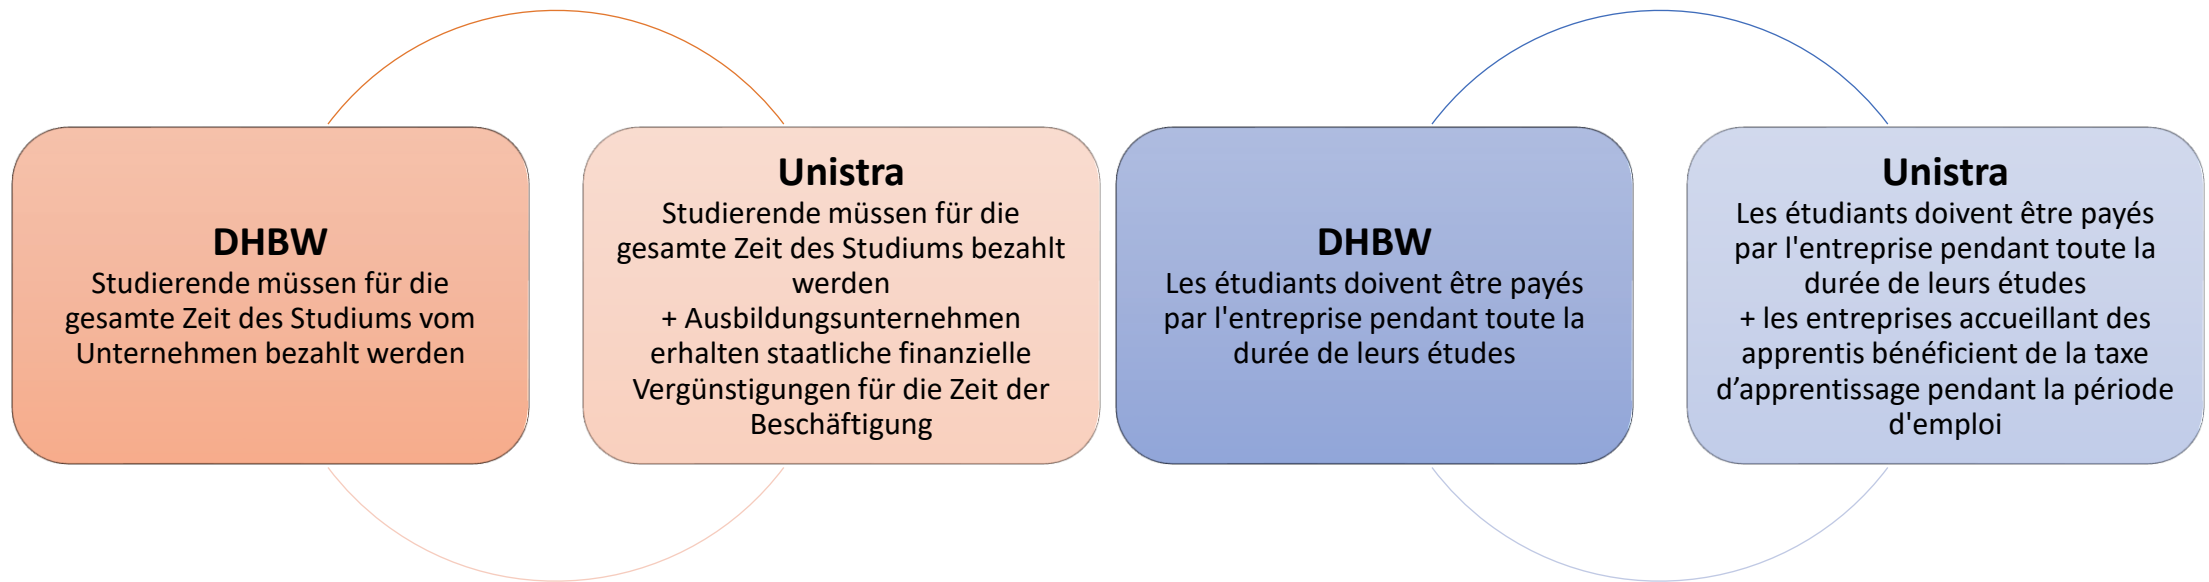 DHBW
Studierende müssen für die
gesamte Zeit des Studiums vom
Unternehmen bezahlt werden
Unistra
Studierende müssen für die
gesamte Zeit des Studiums bezahlt
werden
+ Ausbildungsunternehmen
erhalten staatliche finanzielle
Vergünstigungen für die Zeit der
Beschäftigung
DHBW
Les étudiants doivent être payés
par l'entreprise pendant toute la
durée de leurs études
Unistra
Les étudiants doivent être payés
par l'entreprise pendant toute la
durée de leurs études
+ les entreprises accueillant des
apprentis bénéficient de la taxe
d’apprentissage pendant la période
d'emploi